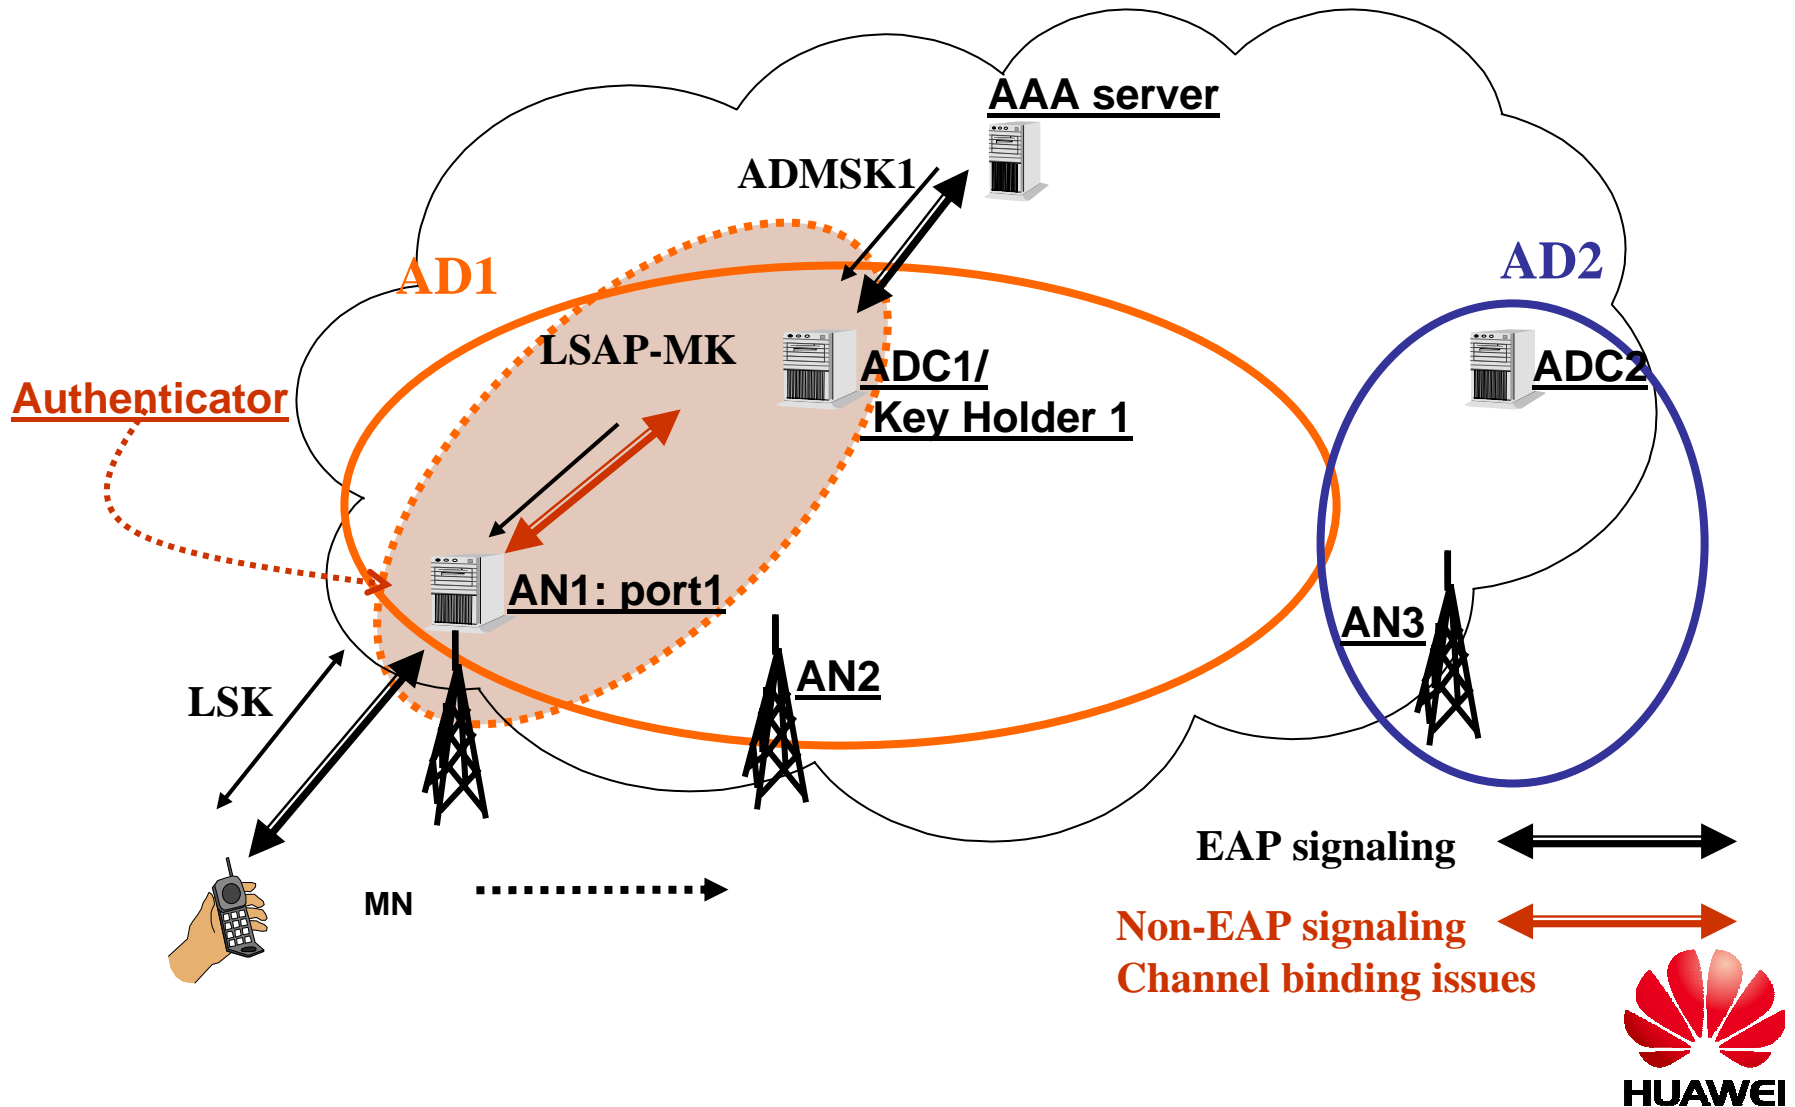 AAA server
ADMSK1
AD1
AD2
LSAP-MK
ADC1/
Key Holder 1
ADC2
Authenticator
AN1: port1
AN3
AN2
LSK
MN
EAP signaling
Non-EAP signaling
Channel binding issues
HUAWEI